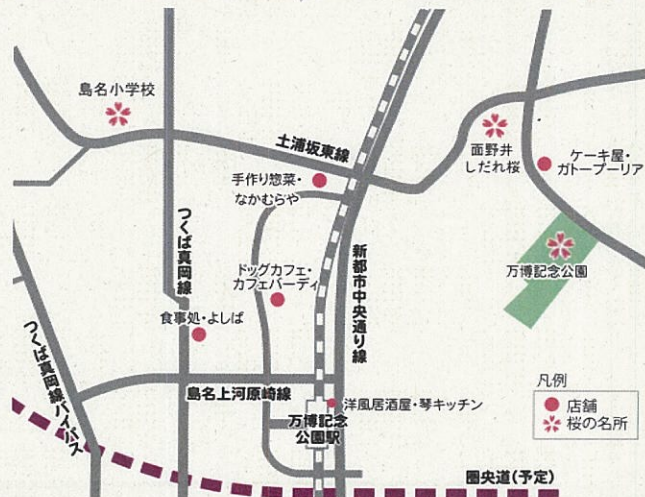 島名小学校
土浦坂東線
面野井
しだれ桜
ケーキ屋・
ガトープーリア
手作り惣菜・
なかむらや
つくば真岡線
新都市中央通り線
万博記念公園
ドッグカフェ・
カフェバーディ
食事処・よしば
つくば真岡線バイパス
島名上河原崎線
洋風居酒屋・琴キッチン
万博記念
公園駅
凡例
店舗
桜の名所
圏央道(予定)